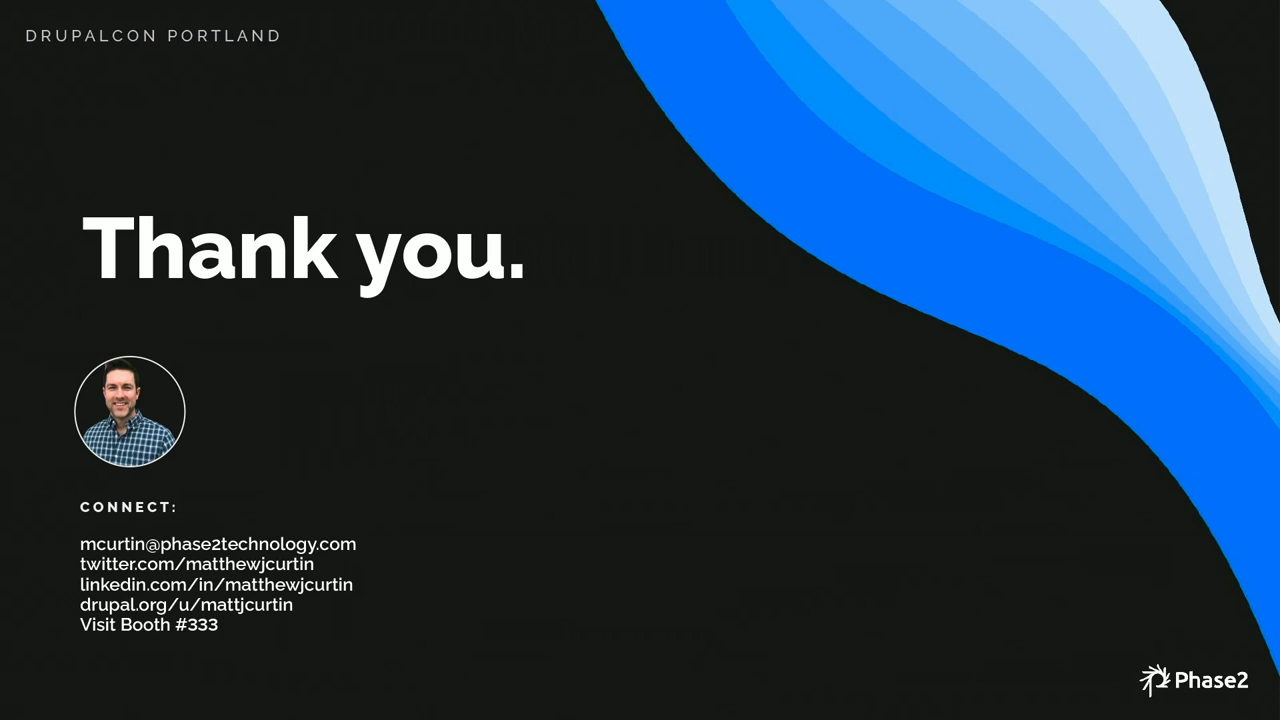 DRUPALCON PORTLAND
Thank you.
CONNECT:
mcurtin@phase2technology.com
twitter.com/matthewjcurtin
linkedin.com/in/matthewjcurtin
drupal.org/u/mattjcurtin
Visit Booth #333
Phase2